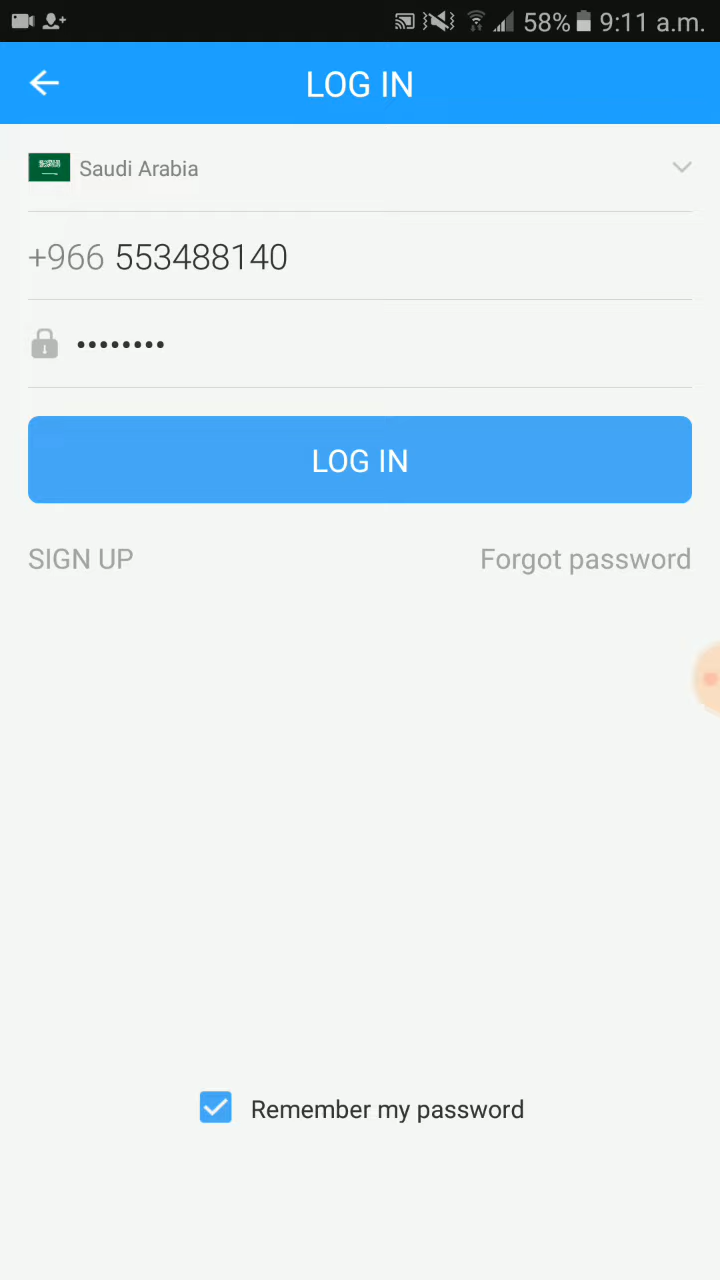 58% 9:11 a.m.
LOG IN
Saudi Arabia
+966 553488140
••••••••
LOG IN
SIGN UP Forgot password
Remember my password